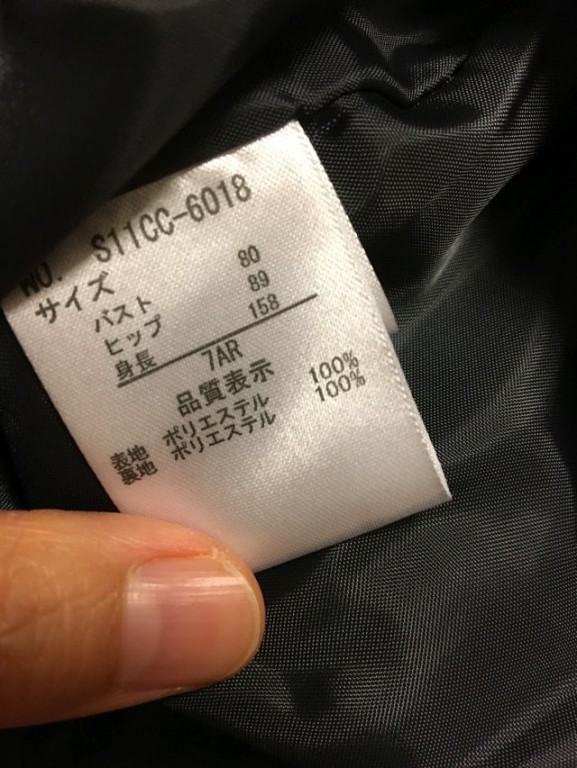 NO. S11CC-6018
サイズ
バスト 80
ヒップ 89
身長 158
7AR
品質表示
表地 ポリエステル 100%
裏地 ポリエステル 100%